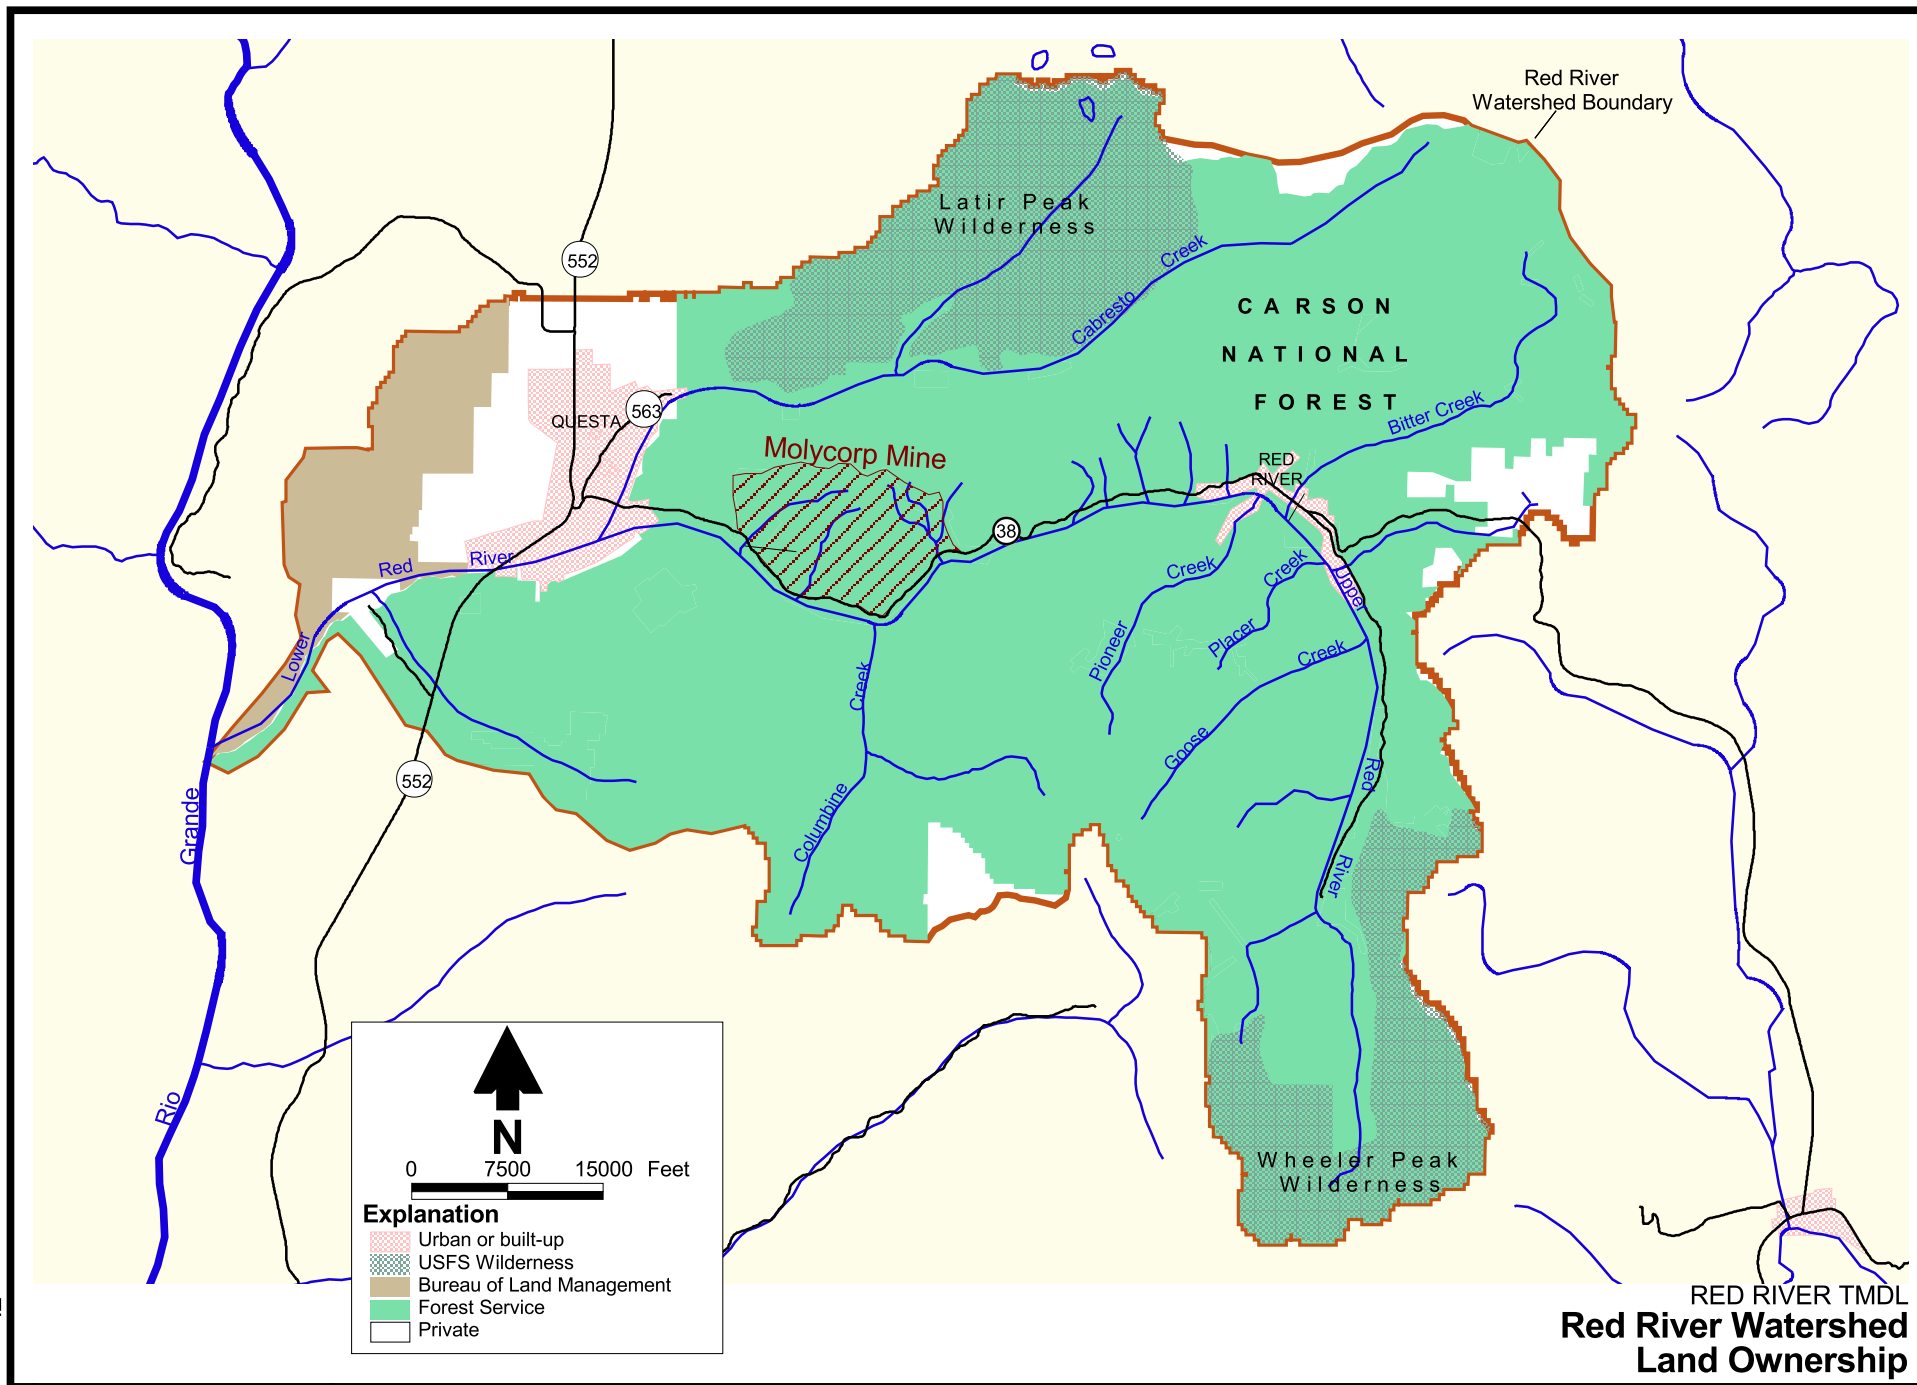 Red River
Watershed Boundary
Latir Peak
Wilderness
552
Cabresto
Creek
CARSON
NATIONAL
FOREST
Bitter Creek
563
QUESTA
Molycorp Mine
RED
RIVER
38
Lower
Red
River
Creek
Pioneer
Creek
Placer
Creek
Goose
Upper
Red
River
Creek
Columbine
552
Grande
Rio
Wheeler Peak
Wilderness
N
0 7500 15000 Feet
Explanation
Urban or built-up
USFS Wilderness
Bureau of Land Management
Forest Service
Private
RED RIVER TMDL
Red River Watershed
Land Ownership